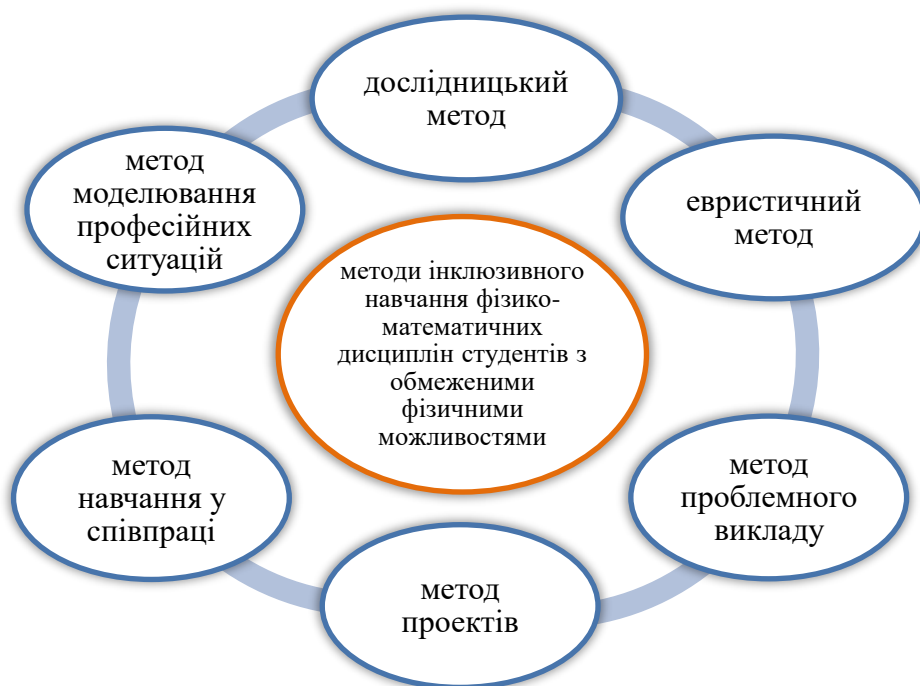 дослідницький
метод
евристичний
метод
метод
проблемного
викладу
метод
проектів
метод
навчання у
співпраці
метод
моделювання
професійних
ситуацій
методи інклюзивного
навчання фізико-
математичних
дисциплін студентів з
обмеженими
фізичними
можливостями